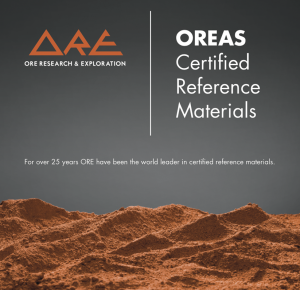 ORE
ORE RESEARCH & EXPLORATION
OREAS
Certified
Reference
Materials
For over 25 years ORE have been the world leader in certified reference materials.